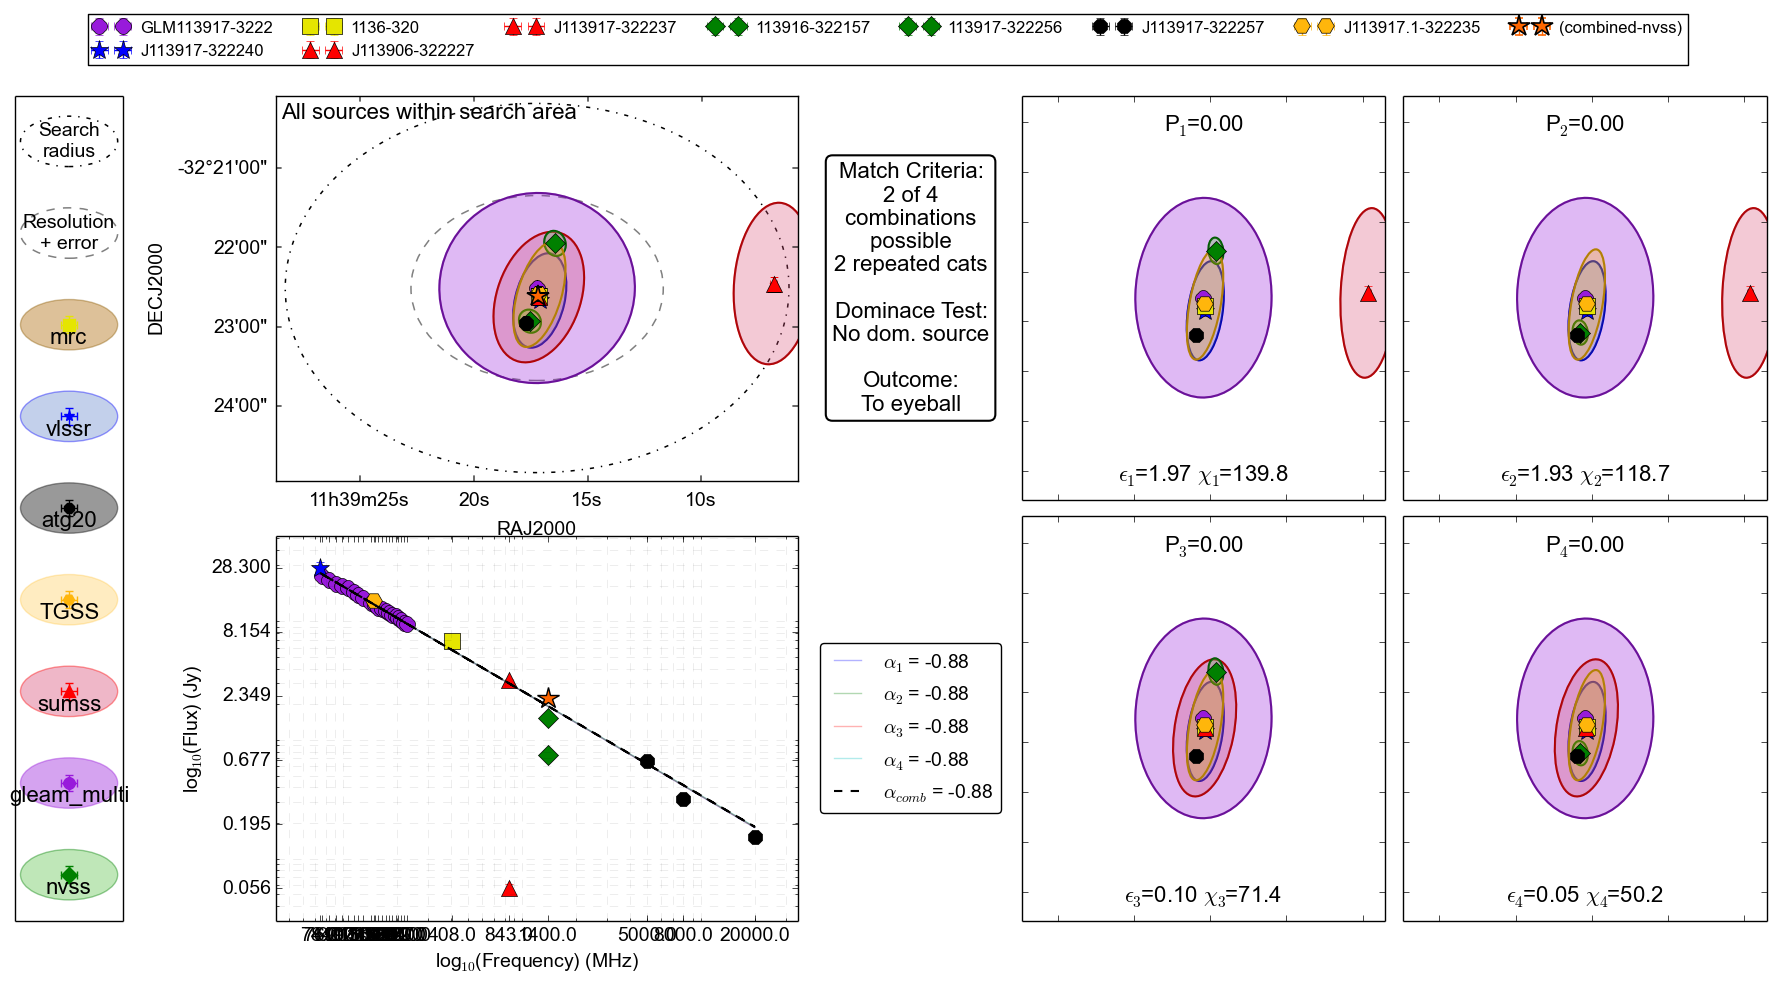 GLM113917-3222
1136-320
J113917-322237
113916-322157
113917-322256
J113917-322257
J113917.1-322235
(combined-nvss)
J113917-322240
J113906-322227
Search
radius
Resolution
+ error
mrc
vlssr
atg20
TGSS
sumss
gleam_multi
nvss
All sources within search area
DECJ2000
-32°21'00"
22'00"
23'00"
24'00"
11h39m25s
20s
15s
10s
RAJ2000
Match Criteria:
2 of 4
combinations
possible
2 repeated cats
Dominace Test:
No dom. source
Outcome:
To eyeball
P1=0.00
ϵ1=1.97 χ1=139.8
P2=0.00
ϵ2=1.93 χ2=118.7
log10(Flux) (Jy)
28.300
8.154
2.349
0.677
0.195
0.056
408.0
843.0
1400.0
5000.0
8000.0
20000.0
log10(Frequency) (MHz)
α1 = -0.88
α2 = -0.88
α3 = -0.88
α4 = -0.88
αcomb = -0.88
P3=0.00
ϵ3=0.10 χ3=71.4
P4=0.00
ϵ4=0.05 χ4=50.2